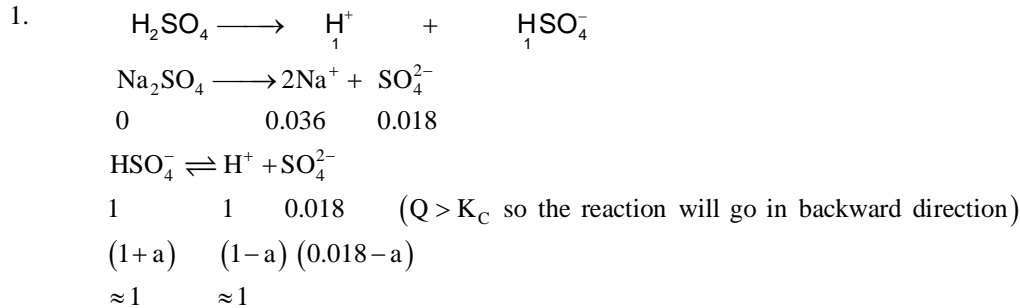 1. H₂SO₄ ⟶ H⁺ + HSO₄⁻
1 1
Na₂SO₄ ⟶ 2Na⁺ + SO₄²⁻
0 0.036 0.018
HSO₄⁻ ⇌ H⁺ + SO₄²⁻
1 1 0.018 (Q > K_C so the reaction will go in backward direction)
(1+a) (1−a) (0.018−a)
≈1 ≈1